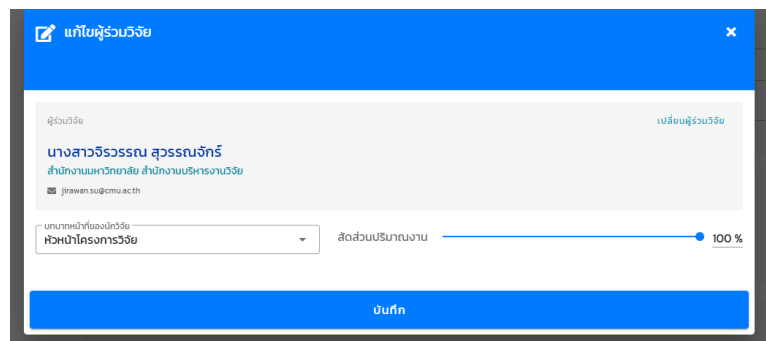 แก้ไขผู้ร่วมวิจัย
ผู้ร่วมวิจัย
เปลี่ยนผู้ร่วมวิจัย
นางสาวจิรวรรณ สุวรรณจักร์
สำนักงานมหาวิทยาลัย สำนักงานบริหารงานวิจัย
jirawan.su@cmu.ac.th
บทบาทหน้าที่ของนักวิจัย
หัวหน้าโครงการวิจัย
สัดส่วนปริมาณงาน
100 %
บันทึก